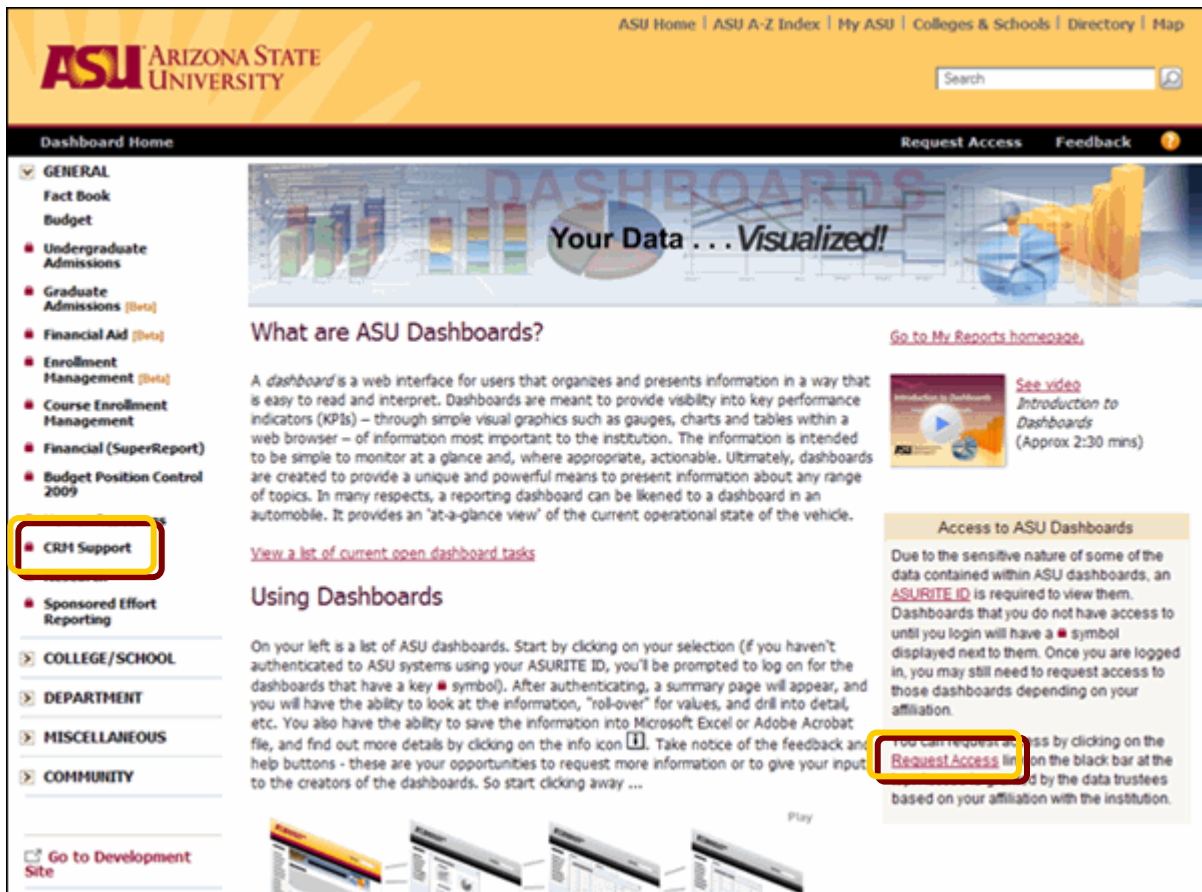 ASU Home | ASU A-Z Index | My ASU | Colleges & Schools | Directory | Map
ASU ARIZONA STATE
UNIVERSITY
Search
Dashboard Home
Request Access Feedback ?
GENERAL
Fact Book
Budget
Undergraduate
Admissions
Graduate
Admissions [Beta]
Financial Aid [Beta]
Enrollment
Management [Beta]
Course Enrollment
Management
Financial (SuperReport)
Budget Position Control
2009
CRM Support
Research
Sponsored Effort
Reporting
COLLEGE/SCHOOL
DEPARTMENT
MISCELLANEOUS
COMMUNITY
Go to Development
Site
DASHBOARDS
Your Data . . . Visualized!
What are ASU Dashboards?
A dashboard is a web interface for users that organizes and presents information in a way that
is easy to read and interpret. Dashboards are meant to provide visibility into key performance
indicators (KPIs) – through simple visual graphics such as gauges, charts and tables within a
web browser – of information most important to the institution. The information is intended
to be simple to monitor at a glance and, where appropriate, actionable. Ultimately, dashboards
are created to provide a unique and powerful means to present information about any range
of topics. In many respects, a reporting dashboard can be likened to a dashboard in an
automobile. It provides an 'at-a-glance view' of the current operational state of the vehicle.
View a list of current open dashboard tasks
Using Dashboards
On your left is a list of ASU dashboards. Start by clicking on your selection (if you haven't
authenticated to ASU systems using your ASURITE ID, you'll be prompted to log on for the
dashboards that have a key symbol). After authenticating, a summary page will appear, and
you will have the ability to look at the information, "roll-over" for values, and drill into detail,
etc. You also have the ability to save the information into Microsoft Excel or Adobe Acrobat
file, and find out more details by clicking on the info icon i. Take notice of the feedback and
help buttons - these are your opportunities to request more information or to give your input
to the creators of the dashboards. So start clicking away ...
Play
Go to My Reports homepage.
Introduction to Dashboards
ASU
See video
Introduction to
Dashboards
(Approx 2:30 mins)
Access to ASU Dashboards
Due to the sensitive nature of some of the
data contained within ASU dashboards, an
ASURITE ID is required to view them.
Dashboards that you do not have access to
until you login will have a symbol
displayed next to them. Once you are logged
in, you may still need to request access to
those dashboards depending on your
affiliation.
You can request access by clicking on the
Request Access link on the black bar at the
by the data trustees
based on your affiliation with the institution.